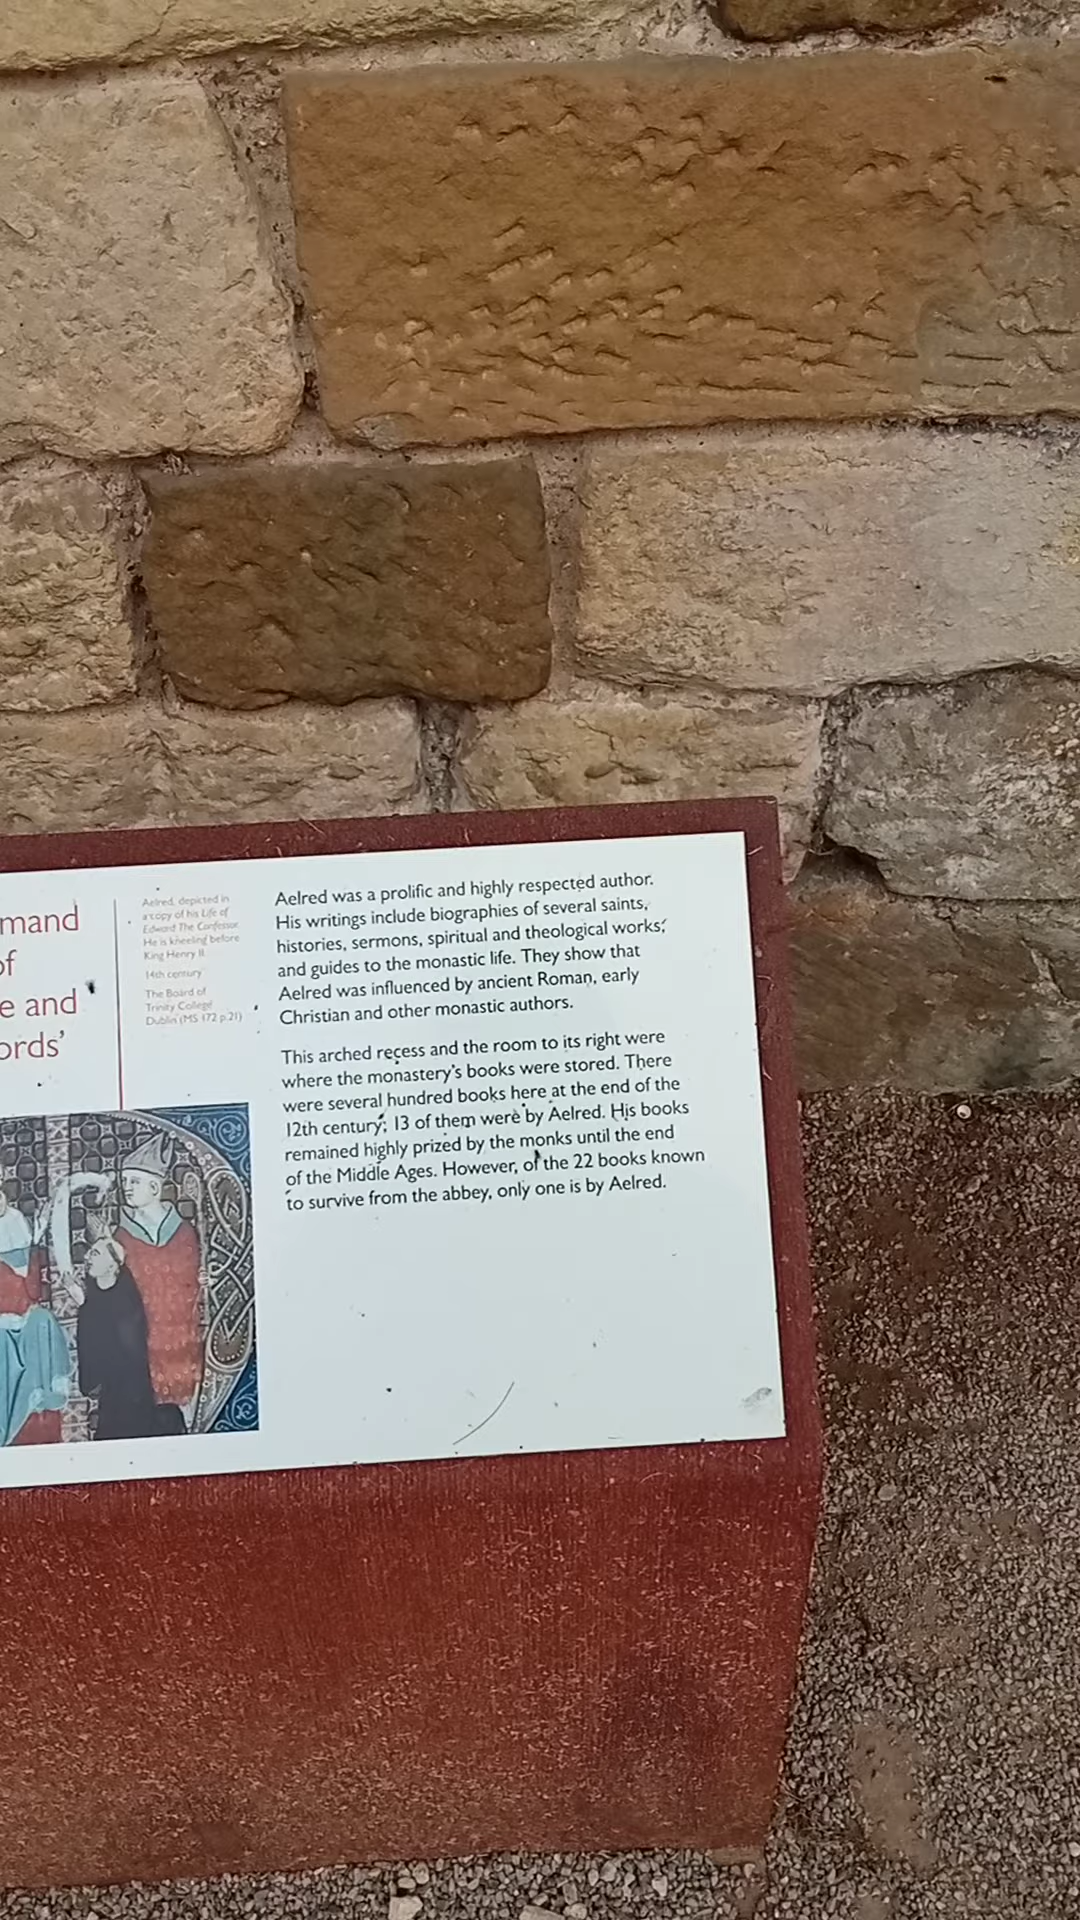 mand
of
e and
ords'
Aelred, depicted in
a copy of his Life of
Edward The Confessor.
He is kneeling before
King Henry II.
14th century
The Board of
Trinity College
Dublin (MS 172 p.21)
Aelred was a prolific and highly respected author.
His writings include biographies of several saints,
histories, sermons, spiritual and theological works,
and guides to the monastic life. They show that
Aelred was influenced by ancient Roman, early
Christian and other monastic authors.
This arched recess and the room to its right were
where the monastery's books were stored. There
were several hundred books here at the end of the
12th century; 13 of them were by Aelred. His books
remained highly prized by the monks until the end
of the Middle Ages. However, of the 22 books known
to survive from the abbey, only one is by Aelred.